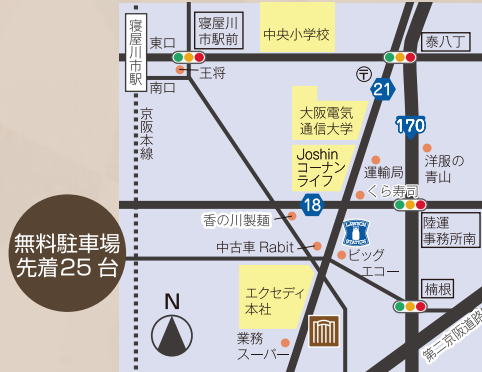 寝屋川市駅
東口
南口
寝屋川
市駅前
王将
京阪本線
中央小学校
泰八丁
〒
21
大阪電気
通信大学
170
Joshin
コーナン
ライフ
運輸局
洋服の
青山
くら寿司
18
香の川製麺
陸運
事務所南
LAWSON
STATION
中古車 Rabit
ビッグ
エコー
無料駐車場
先着25台
エクセディ
本社
楠根
N
業務
スーパー
第二京阪道路